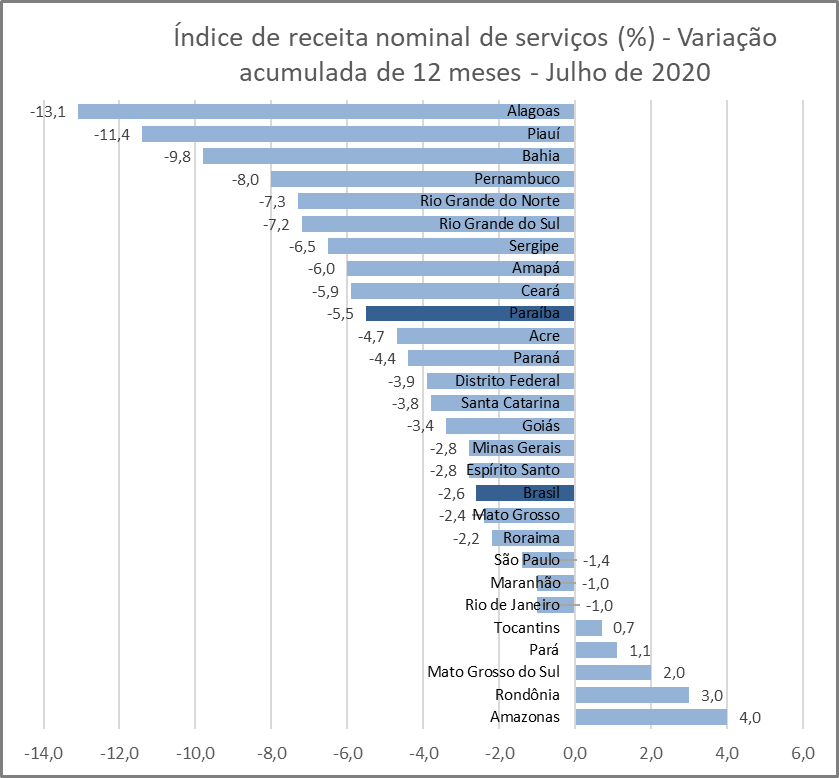 Índice de receita nominal de serviços (%) - Variação
acumulada de 12 meses - Julho de 2020
-13,1 Alagoas
-11,4 Piauí
-9,8 Bahia
-8,0 Pernambuco
-7,3 Rio Grande do Norte
-7,2 Rio Grande do Sul
-6,5 Sergipe
-6,0 Amapá
-5,9 Ceará
-5,5 Paraíba
-4,7 Acre
-4,4 Paraná
-3,9 Distrito Federal
-3,8 Santa Catarina
-3,4 Goiás
-2,8 Minas Gerais
-2,8 Espírito Santo
-2,6 Brasil
-2,4 Mato Grosso
-2,2 Roraima
São Paulo -1,4
Maranhão -1,0
Rio de Janeiro -1,0
Tocantins 0,7
Pará 1,1
Mato Grosso do Sul 2,0
Rondônia 3,0
Amazonas 4,0
-14,0 -12,0 -10,0 -8,0 -6,0 -4,0 -2,0 0,0 2,0 4,0 6,0